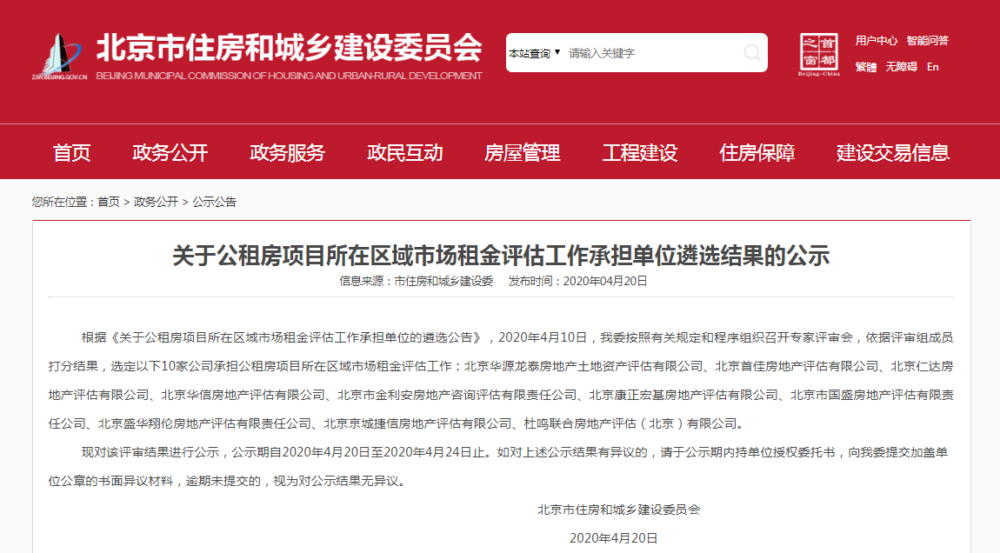 北京市住房和城乡建设委员会
BEIJING MUNICIPAL COMMISSION OF HOUSING AND URBAN-RURAL DEVELOPMENT
ZJW.BEIJING.GOV.CN
本站查询 ▼ 请输入关键字
首都之窗
Beijing-China
用户中心 智能问答
繁體 无障碍 En
首页 政务公开 政务服务 政民互动 房屋管理 工程建设 住房保障 建设交易信息
您所在位置：首页 > 政务公开 > 公示公告
关于公租房项目所在区域市场租金评估工作承担单位遴选结果的公示
信息来源：市住房和城乡建设委 发布时间：2020年04月20日
根据《关于公租房项目所在区域市场租金评估工作承担单位的遴选公告》，2020年4月10日，我委按照有关规定和程序组织召开专家评审会，依据评审组成员
打分结果，选定以下10家公司承担公租房项目所在区域市场租金评估工作：北京华源龙泰房地产土地资产评估有限公司、北京首佳房地产评估有限公司、北京仁达房
地产评估有限公司、北京华信房地产评估有限公司、北京市金利安房地产咨询评估有限责任公司、北京康正宏基房地产评估有限公司、北京市国盛房地产评估有限责
任公司、北京盛华翔伦房地产评估有限责任公司、北京京城捷信房地产评估有限公司、杜鸣联合房地产评估（北京）有限公司。
现对该评审结果进行公示，公示期自2020年4月20日至2020年4月24日止。如对上述公示结果有异议的，请于公示期内持单位授权委托书，向我委提交加盖单
位公章的书面异议材料，逾期未提交的，视为对公示结果无异议。
北京市住房和城乡建设委员会
2020年4月20日